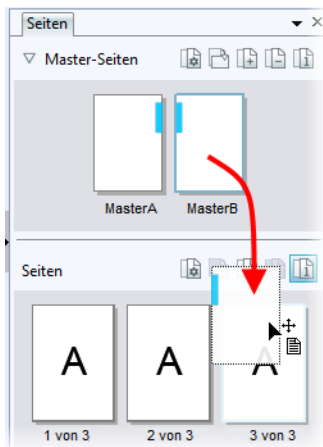 Seiten
Master-Seiten
MasterA MasterB
Seiten
A A A
1 von 3 2 von 3 3 von 3